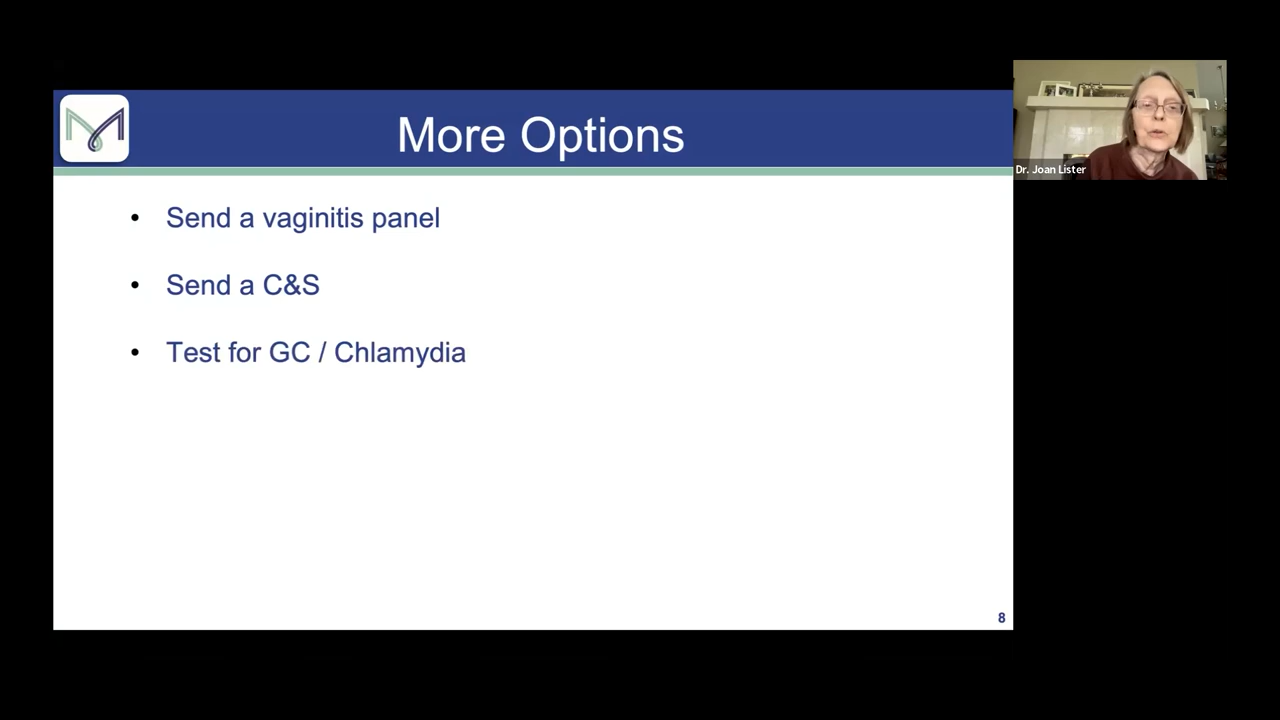 More Options
Dr. Joan Lister
• Send a vaginitis panel
• Send a C&S
• Test for GC / Chlamydia
8